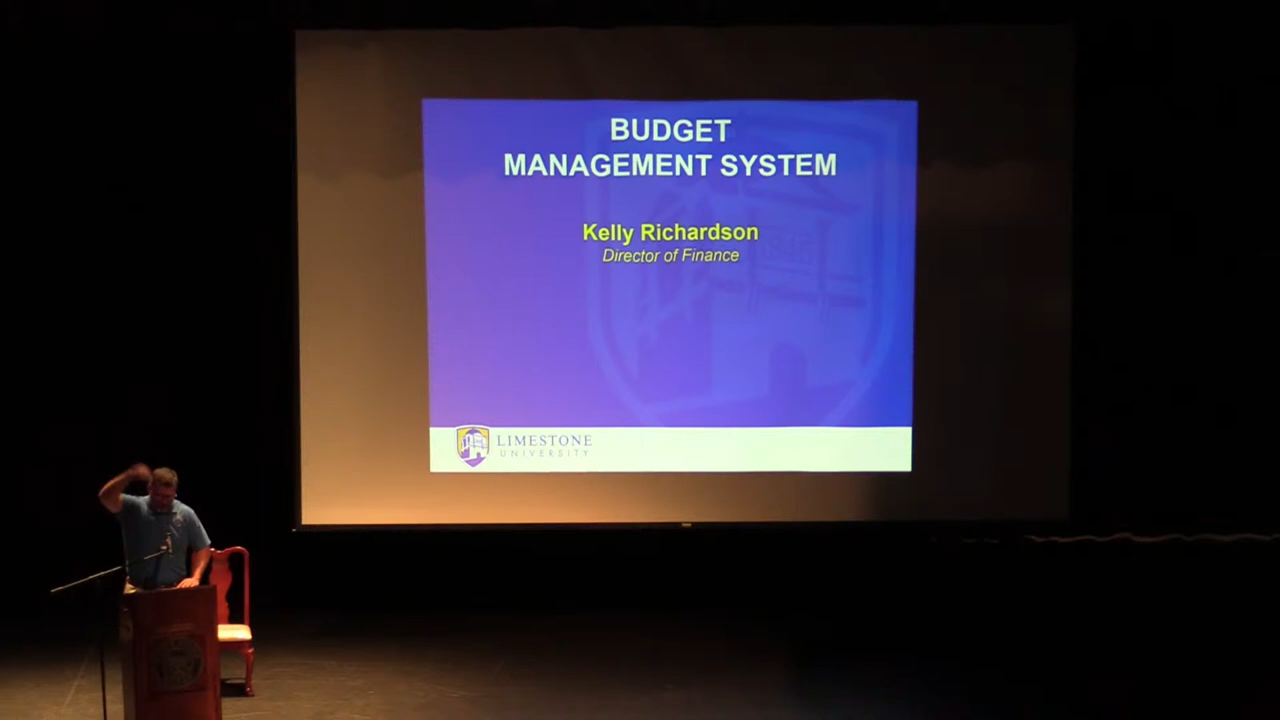 BUDGET
MANAGEMENT SYSTEM
Kelly Richardson
Director of Finance
LIMESTONE
UNIVERSITY